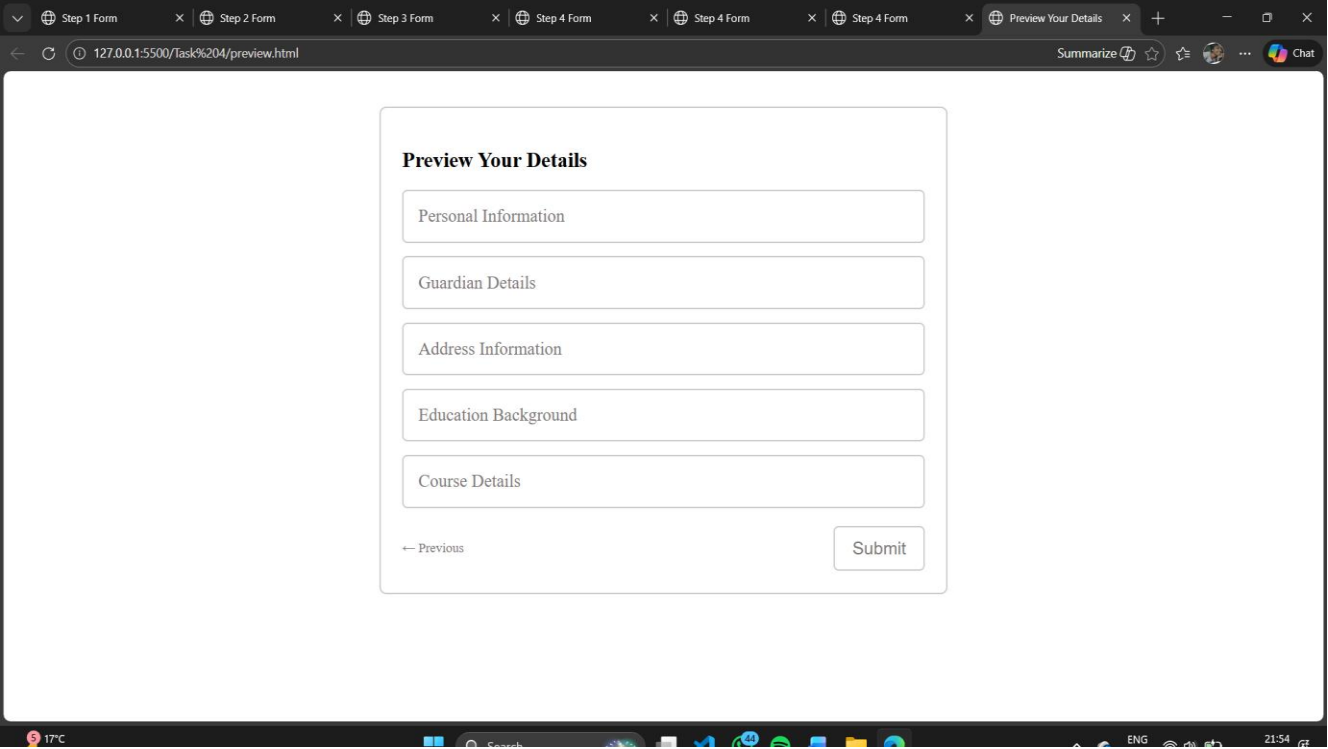 Step 1 Form
Step 2 Form
Step 3 Form
Step 4 Form
Step 4 Form
Step 4 Form
Preview Your Details
127.0.0.1:5500/Task%204/preview.html
Summarize
Chat
Preview Your Details
Personal Information
Guardian Details
Address Information
Education Background
Course Details
← Previous
Submit
5
17°C
Search
44
ENG
21:54